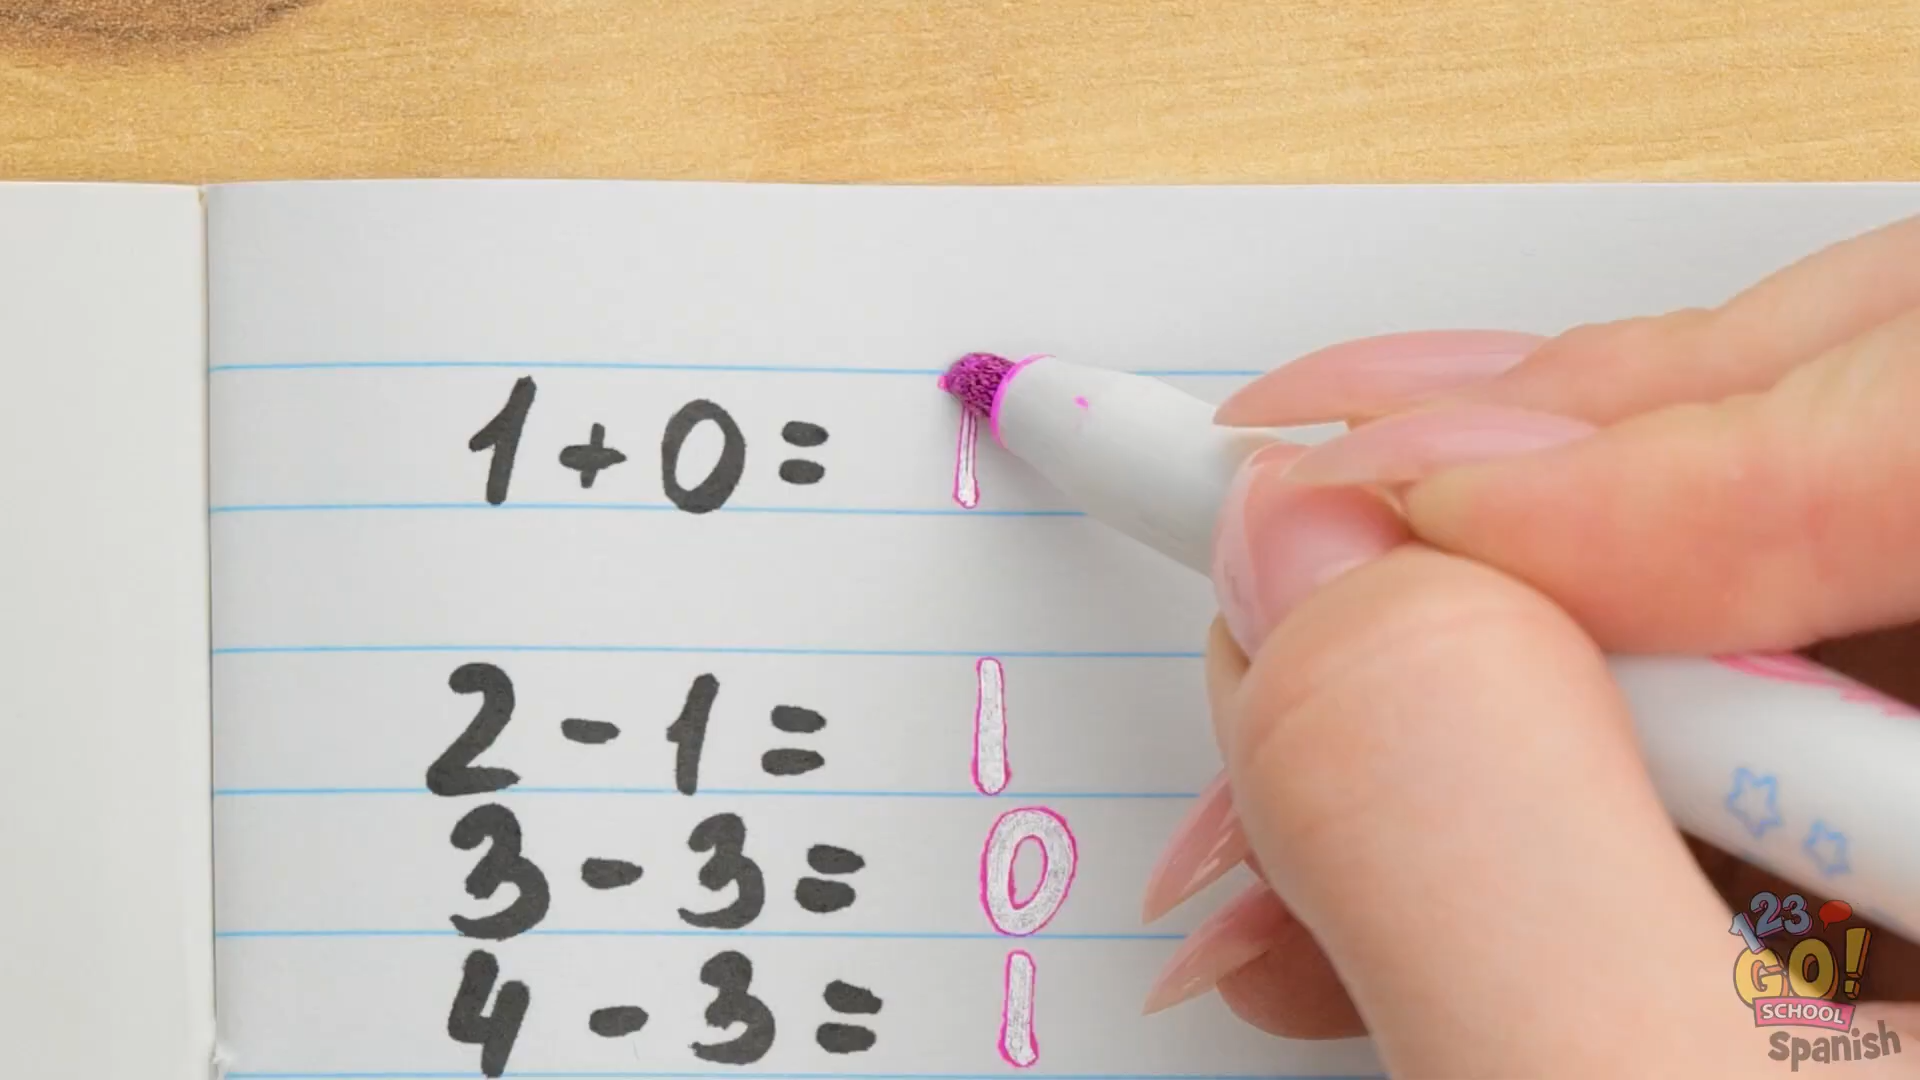 1+0= 1
2-1= 1
3-3= 0
4-3= 1
123
GO!
SCHOOL
Spanish